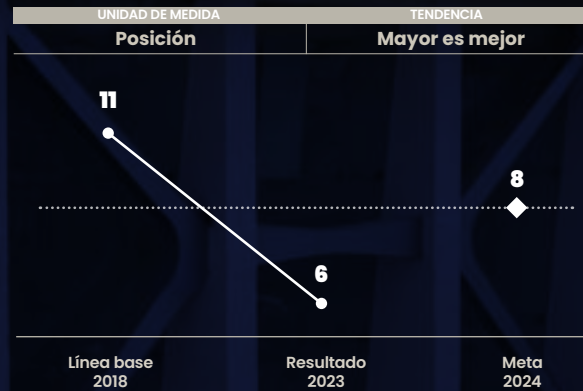 UNIDAD DE MEDIDA
TENDENCIA
Posición
Mayor es mejor
11
8
6
Línea base
2018
Resultado
2023
Meta
2024